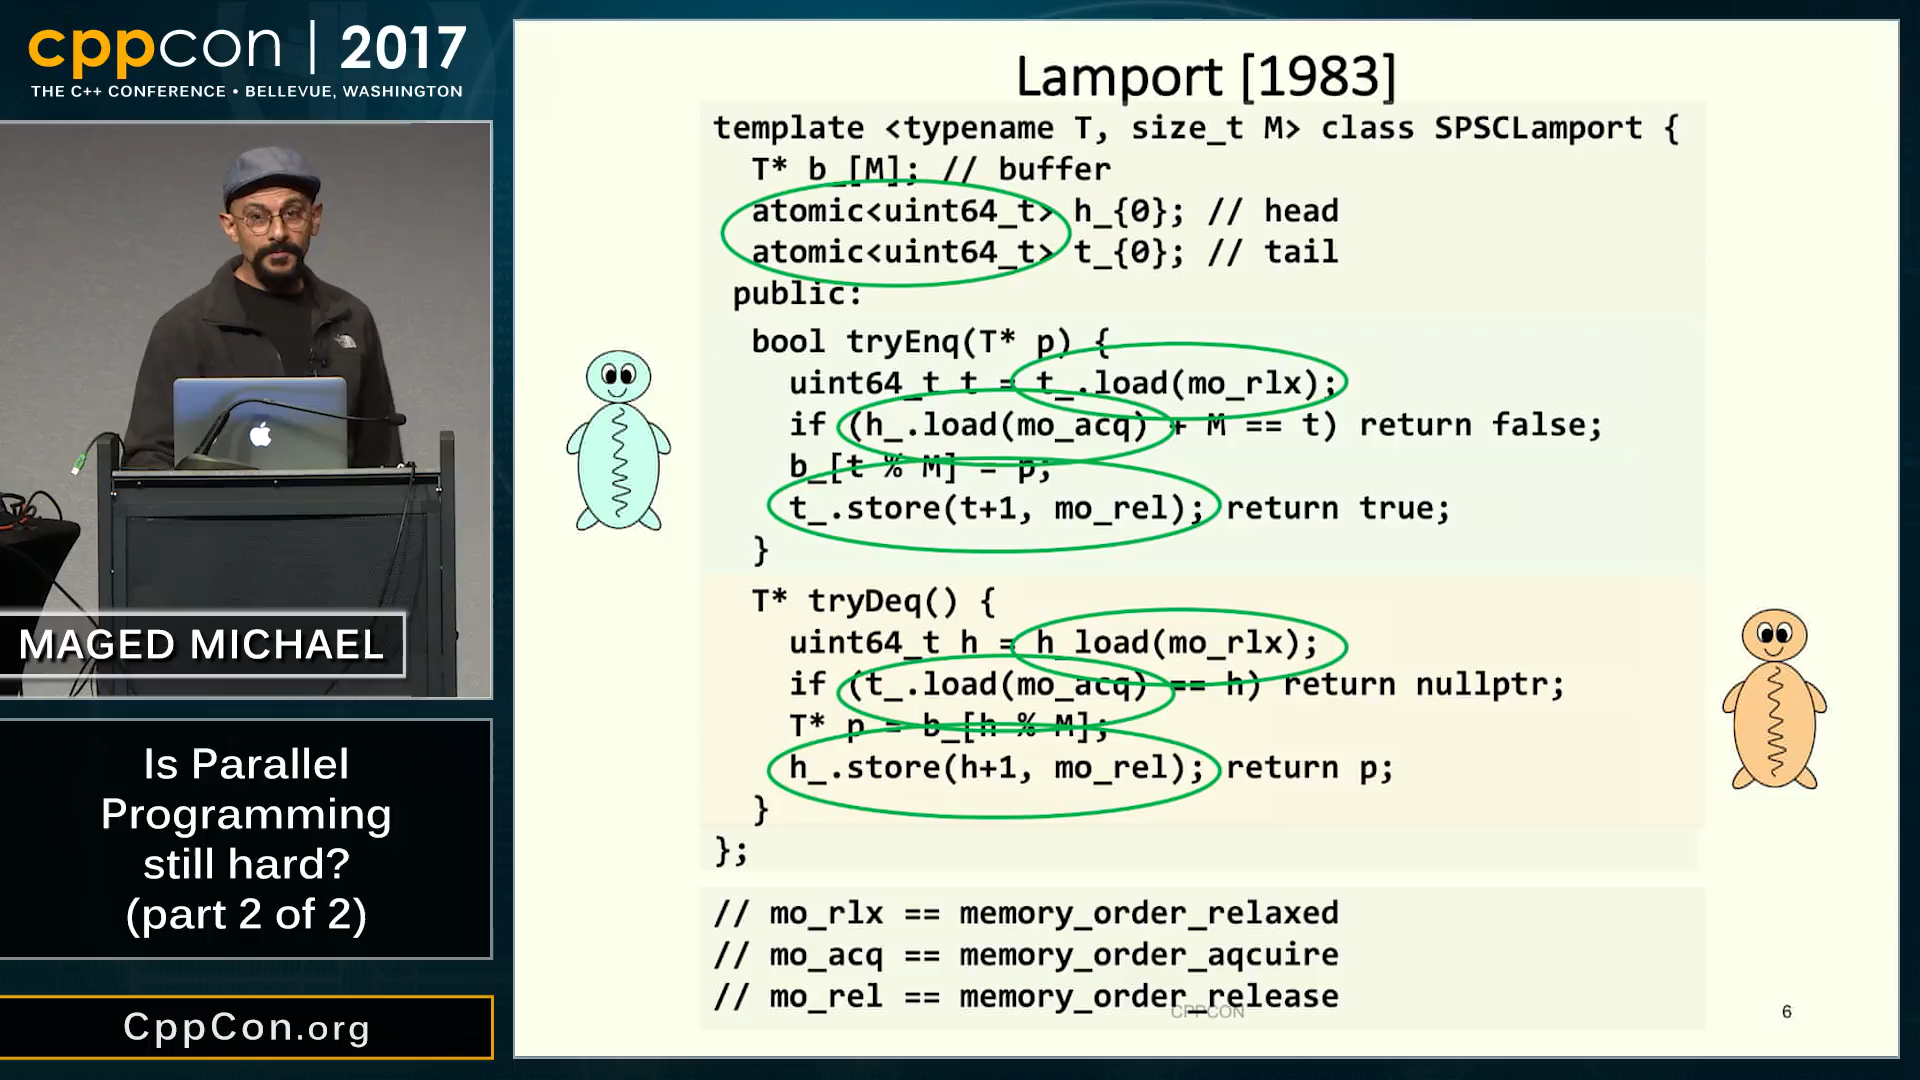 cppcon | 2017
THE C++ CONFERENCE • BELLEVUE, WASHINGTON
MAGED MICHAEL
Is Parallel
Programming
still hard?
(part 2 of 2)
CppCon.org
Lamport [1983]
template <typename T, size_t M> class SPSCLamport {
T* b_[M]; // buffer
atomic<uint64_t> h_{0}; // head
atomic<uint64_t> t_{0}; // tail
public:
bool tryEnq(T* p) {
uint64_t t = t_.load(mo_rlx);
if (h_.load(mo_acq) + M == t) return false;
b_[t % M] = p;
t_.store(t+1, mo_rel); return true;
}
T* tryDeq() {
uint64_t h = h_load(mo_rlx);
if (t_.load(mo_acq) == h) return nullptr;
T* p = b_[h % M];
h_.store(h+1, mo_rel); return p;
}
};
// mo_rlx == memory_order_relaxed
// mo_acq == memory_order_aqcuire
// mo_rel == memory_order_release
CPPCON
6